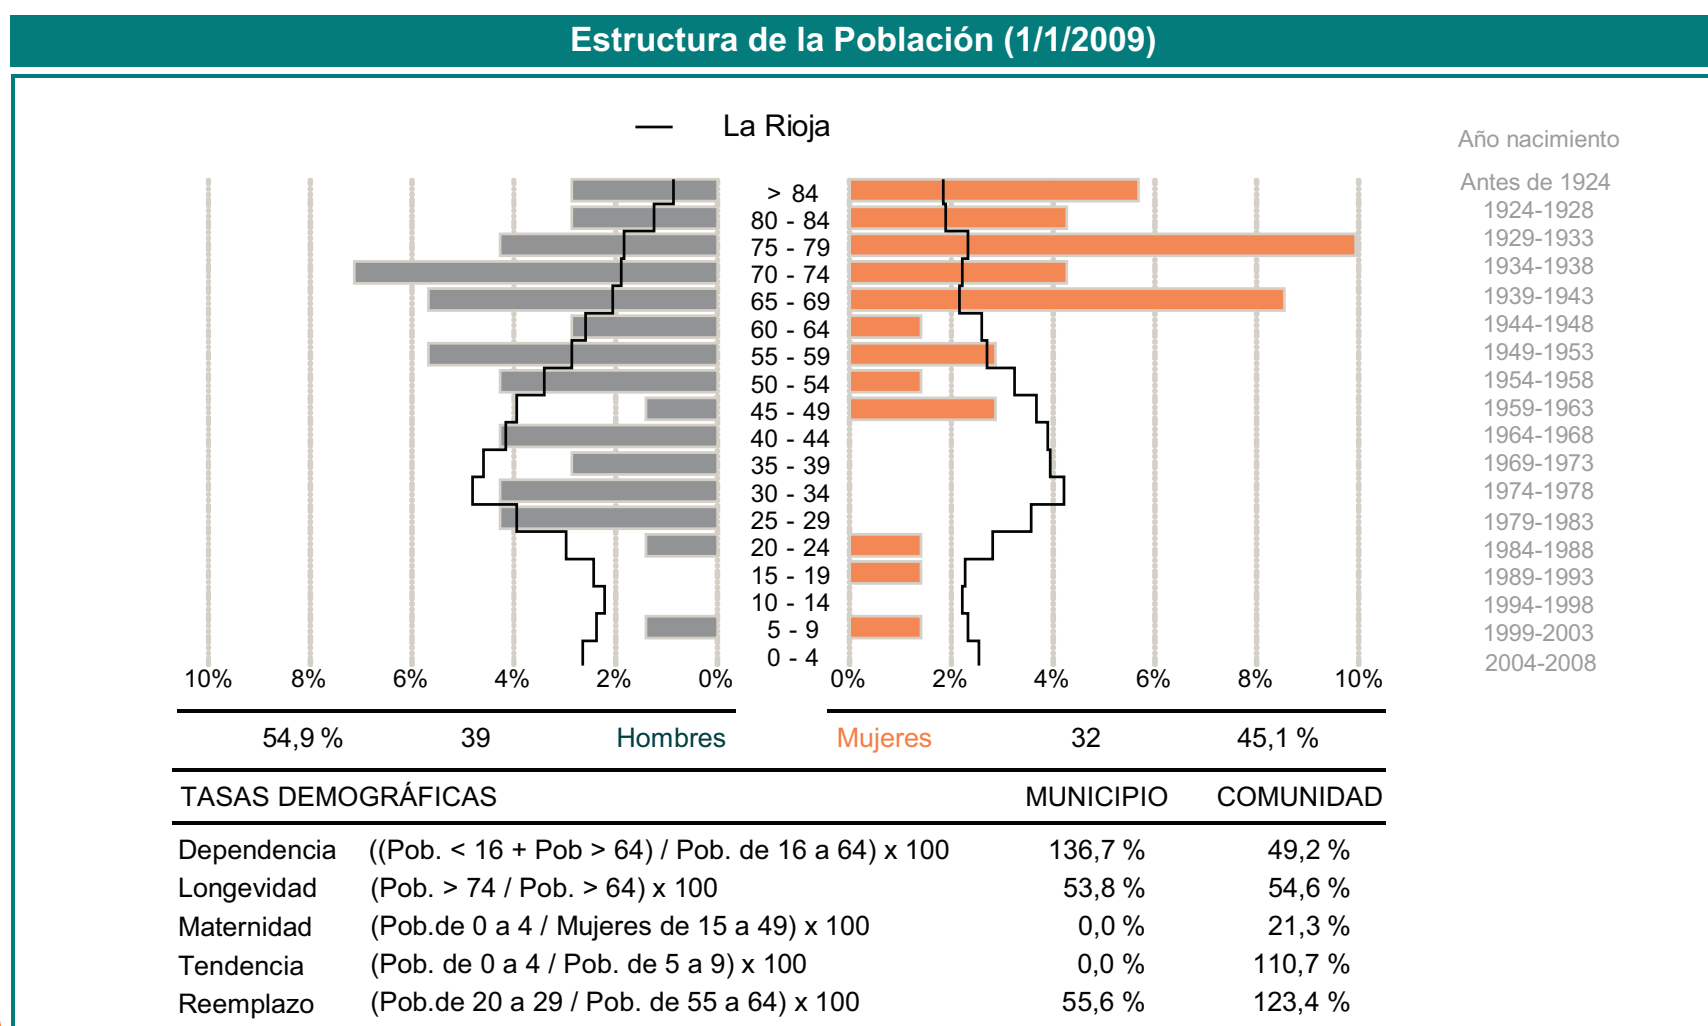 Estructura de la Población (1/1/2009)
La Rioja
Año nacimiento
> 84 Antes de 1924
80 - 84 1924-1928
75 - 79 1929-1933
70 - 74 1934-1938
65 - 69 1939-1943
60 - 64 1944-1948
55 - 59 1949-1953
50 - 54 1954-1958
45 - 49 1959-1963
40 - 44 1964-1968
35 - 39 1969-1973
30 - 34 1974-1978
25 - 29 1979-1983
20 - 24 1984-1988
15 - 19 1989-1993
10 - 14 1994-1998
5 - 9 1999-2003
0 - 4 2004-2008
10% 8% 6% 4% 2% 0% 0% 2% 4% 6% 8% 10%
54,9 % 39 Hombres Mujeres 32 45,1 %
TASAS DEMOGRÁFICAS MUNICIPIO COMUNIDAD
Dependencia ((Pob. < 16 + Pob > 64) / Pob. de 16 a 64) x 100 136,7 % 49,2 %
Longevidad (Pob. > 74 / Pob. > 64) x 100 53,8 % 54,6 %
Maternidad (Pob.de 0 a 4 / Mujeres de 15 a 49) x 100 0,0 % 21,3 %
Tendencia (Pob. de 0 a 4 / Pob. de 5 a 9) x 100 0,0 % 110,7 %
Reemplazo (Pob.de 20 a 29 / Pob. de 55 a 64) x 100 55,6 % 123,4 %